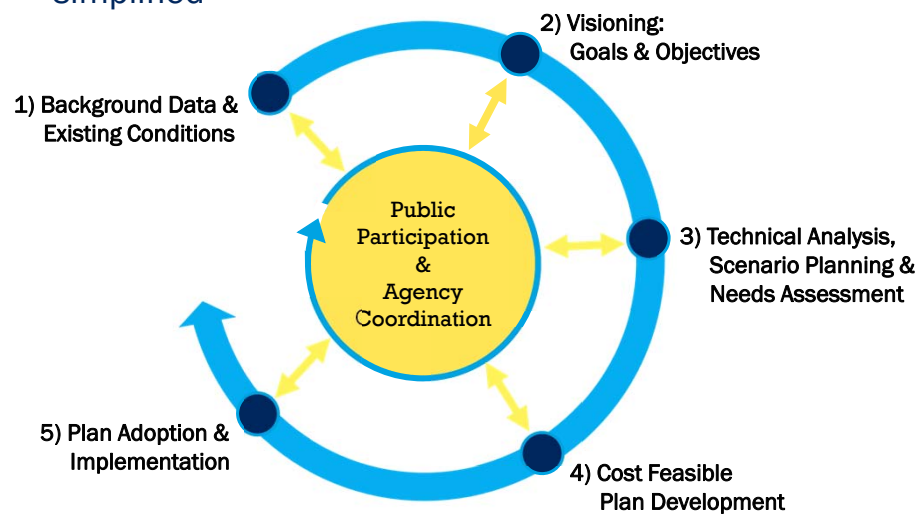 Simplified
2) Visioning:
Goals & Objectives
1) Background Data &
Existing Conditions
Public
Participation
&
Agency
Coordination
3) Technical Analysis,
Scenario Planning &
Needs Assessment
5) Plan Adoption &
Implementation
4) Cost Feasible
Plan Development